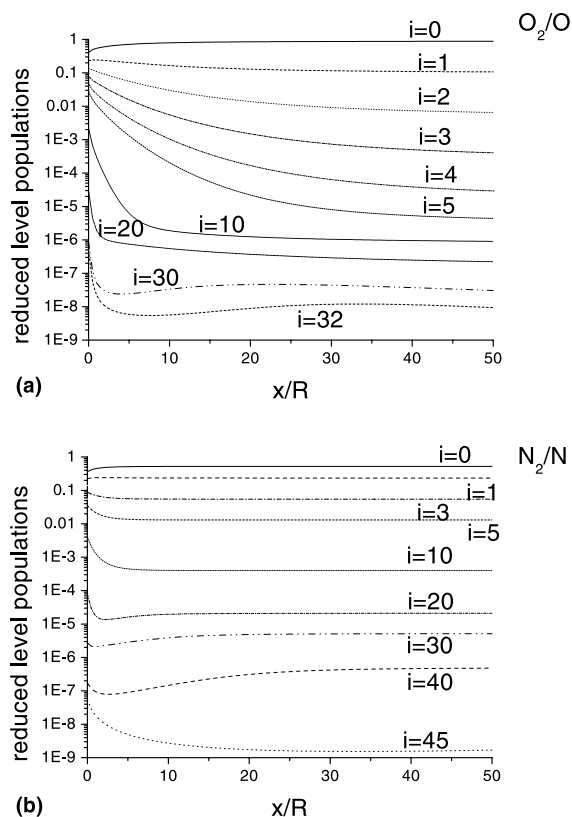 O2/O
reduced level populations
1
0.1
0.01
1E-3
1E-4
1E-5
1E-6
1E-7
1E-8
1E-9
i=0
i=1
i=2
i=3
i=4
i=5
i=20 i=10
i=30
i=32
0 10 20 30 40 50
(a)
x/R
N2/N
reduced level populations
1
0.1
0.01
1E-3
1E-4
1E-5
1E-6
1E-7
1E-8
1E-9
i=0
i=1
i=3
i=5
i=10
i=20
i=30
i=40
i=45
0 10 20 30 40 50
(b)
x/R